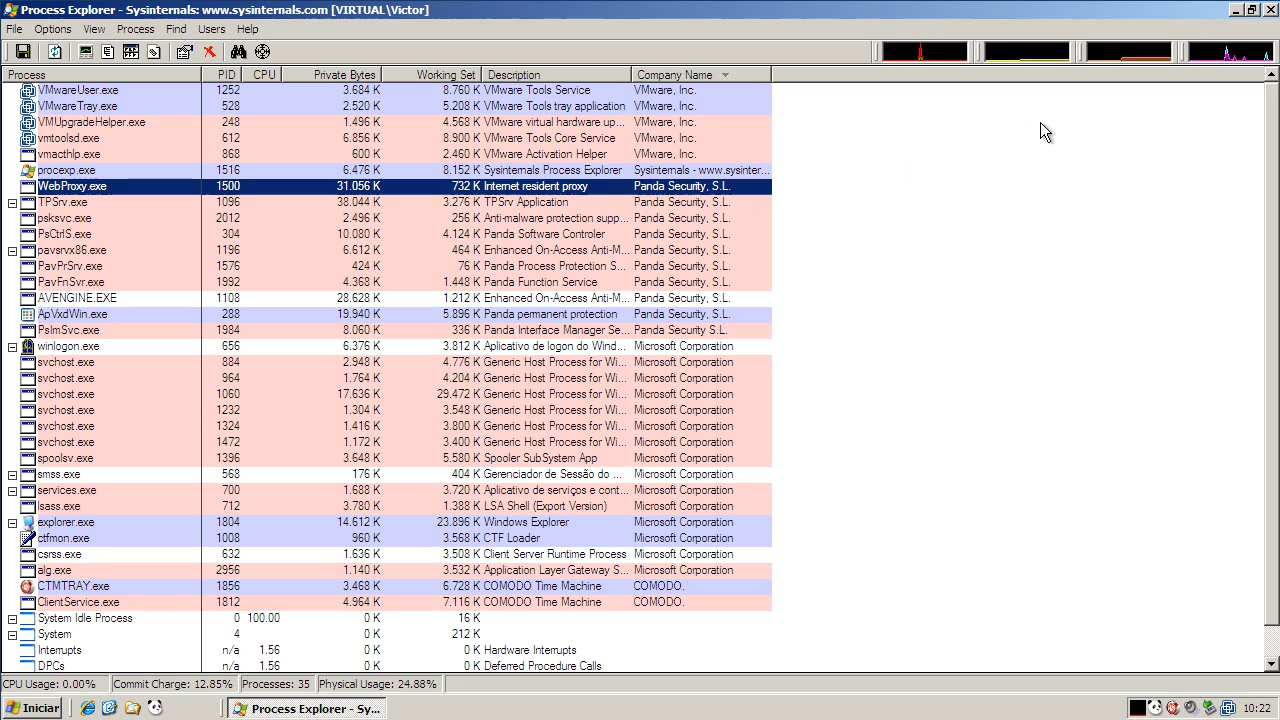 Process Explorer - Sysinternals: www.sysinternals.com [VIRTUAL\Victor]
File Options View Process Find Users Help
Process PID CPU Private Bytes Working Set Description Company Name
VMwareUser.exe 1252 3.684 K 8.760 K VMware Tools Service VMware, Inc.
VMwareTray.exe 528 2.520 K 5.208 K VMware Tools tray application VMware, Inc.
VMUpgradeHelper.exe 248 1.496 K 4.568 K VMware virtual hardware up... VMware, Inc.
vmtoolsd.exe 612 6.856 K 8.900 K VMware Tools Core Service VMware, Inc.
vmacthlp.exe 868 600 K 2.460 K VMware Activation Helper VMware, Inc.
procexp.exe 1516 6.476 K 8.152 K Sysinternals Process Explorer Sysinternals - www.sysinter...
WebProxy.exe 1500 31.056 K 732 K Internet resident proxy Panda Security, S.L.
TPSrv.exe 1096 38.044 K 3.276 K TPSrv Application Panda Security, S.L.
psksvc.exe 2012 2.496 K 256 K Anti-malware protection supp... Panda Security, S.L.
PsCtrlS.exe 304 10.080 K 4.124 K Panda Software Controler Panda Security, S.L.
pavsrvx86.exe 1196 6.612 K 464 K Enhanced On-Access Anti-M... Panda Security, S.L.
PavPrSrv.exe 1576 424 K 76 K Panda Process Protection S... Panda Security, S.L.
PavFnSvr.exe 1992 4.368 K 1.448 K Panda Function Service Panda Security, S.L.
AVENGINE.EXE 1108 28.628 K 1.212 K Enhanced On-Access Anti-M... Panda Security, S.L.
ApVxdWin.exe 288 19.940 K 5.896 K Panda permanent protection Panda Security, S.L.
PslmSvc.exe 1984 8.060 K 336 K Panda Interface Manager Se... Panda Security S.L.
winlogon.exe 656 6.376 K 3.812 K Aplicativo de logon do Wind... Microsoft Corporation
svchost.exe 884 2.948 K 4.776 K Generic Host Process for Wi... Microsoft Corporation
svchost.exe 964 1.764 K 4.204 K Generic Host Process for Wi... Microsoft Corporation
svchost.exe 1060 17.636 K 29.472 K Generic Host Process for Wi... Microsoft Corporation
svchost.exe 1232 1.304 K 3.548 K Generic Host Process for Wi... Microsoft Corporation
svchost.exe 1324 1.416 K 3.800 K Generic Host Process for Wi... Microsoft Corporation
svchost.exe 1472 1.172 K 3.400 K Generic Host Process for Wi... Microsoft Corporation
spoolsv.exe 1396 3.648 K 5.580 K Spooler SubSystem App Microsoft Corporation
smss.exe 568 176 K 404 K Gerenciador de Sessão do ... Microsoft Corporation
services.exe 700 1.688 K 3.720 K Aplicativo de serviços e cont... Microsoft Corporation
lsass.exe 712 3.780 K 1.388 K LSA Shell (Export Version) Microsoft Corporation
explorer.exe 1804 14.612 K 23.896 K Windows Explorer Microsoft Corporation
ctfmon.exe 1008 960 K 3.568 K CTF Loader Microsoft Corporation
csrss.exe 632 1.636 K 3.508 K Client Server Runtime Process Microsoft Corporation
alg.exe 2956 1.140 K 3.532 K Application Layer Gateway S... Microsoft Corporation
CTMTRAY.exe 1856 3.468 K 6.728 K COMODO Time Machine COMODO.
ClientService.exe 1812 4.964 K 7.116 K COMODO Time Machine COMODO.
System Idle Process 0 100.00 0 K 16 K
System 4 0 K 212 K
Interrupts n/a 1.56 0 K 0 K Hardware Interrupts
DPCs n/a 1.56 0 K 0 K Deferred Procedure Calls
CPU Usage: 0.00% Commit Charge: 12.85% Processes: 35 Physical Usage: 24.88%
Iniciar Process Explorer - Sy... 10:22